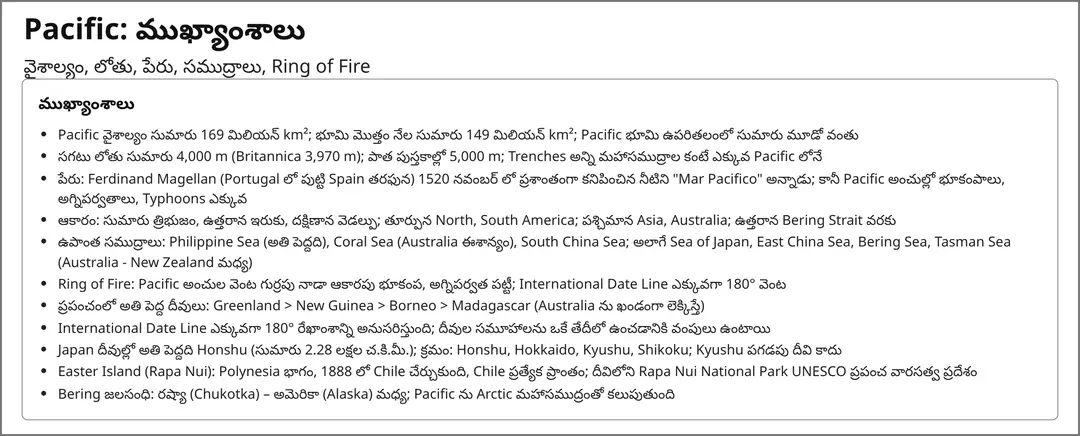 Pacific: ముఖ్యాంశాలు
వైశాల్యం, లోతు, పేరు, సముద్రాలు, Ring of Fire
ముఖ్యాంశాలు
• Pacific వైశాల్యం సుమారు 169 మిలియన్ km²; భూమి మొత్తం నేల సుమారు 149 మిలియన్ km²; Pacific భూమి ఉపరితలంలో సుమారు మూడో వంతు
• సగటు లోతు సుమారు 4,000 m (Britannica 3,970 m); పాత పుస్తకాల్లో 5,000 m; Trenches అన్ని మహాసముద్రాల కంటే ఎక్కువ Pacific లోనే
• పేరు: Ferdinand Magellan (Portugal లో పుట్టి Spain తరఫున) 1520 నవంబర్ లో ప్రశాంతంగా కనిపించిన నీటిని "Mar Pacifico" అన్నాడు; కానీ Pacific అంచుల్లో భూకంపాలు,
అగ్నిపర్వతాలు, Typhoons ఎక్కువ
• ఆకారం: సుమారు త్రిభుజం, ఉత్తరాన ఇరుకు, దక్షిణాన వెడల్పు; తూర్పున North, South America; పశ్చిమాన Asia, Australia; ఉత్తరాన Bering Strait వరకు
• ఉపాంత సముద్రాలు: Philippine Sea (అతి పెద్దది), Coral Sea (Australia ఈశాన్యం), South China Sea; అలాగే Sea of Japan, East China Sea, Bering Sea, Tasman Sea
(Australia - New Zealand మధ్య)
• Ring of Fire: Pacific అంచుల వెంట గుర్రపు నాడా ఆకారపు భూకంప, అగ్నిపర్వత పట్టీ; International Date Line ఎక్కువగా 180° వెంట
• ప్రపంచంలో అతి పెద్ద దీవులు: Greenland > New Guinea > Borneo > Madagascar (Australia ను ఖండంగా లెక్కిస్తే)
• International Date Line ఎక్కువగా 180° రేఖాంశాన్ని అనుసరిస్తుంది; దీవుల సమూహాలను ఒకే తేదీలో ఉంచడానికి వంపులు ఉంటాయి
• Japan దీవుల్లో అతి పెద్దది Honshu (సుమారు 2.28 లక్షల చ.కి.మీ.); క్రమం: Honshu, Hokkaido, Kyushu, Shikoku; Kyushu పగడపు దీవి కాదు
• Easter Island (Rapa Nui): Polynesia భాగం, 1888 లో Chile చేర్చుకుంది, Chile ప్రత్యేక ప్రాంతం; దీవిలోని Rapa Nui National Park UNESCO ప్రపంచ వారసత్వ ప్రదేశం
• Bering జలసంధి: రష్యా (Chukotka) – అమెరికా (Alaska) మధ్య; Pacific ను Arctic మహాసముద్రంతో కలుపుతుంది